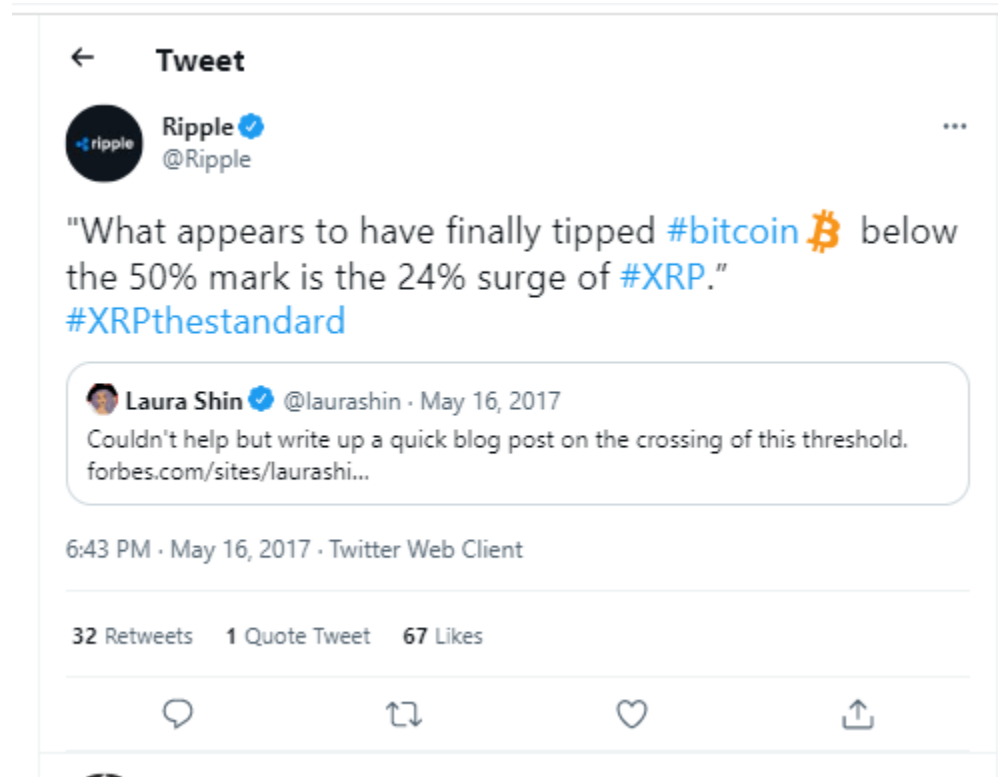 Tweet
ripple
Ripple
@Ripple
"What appears to have finally tipped #bitcoin below
the 50% mark is the 24% surge of #XRP.”
#XRPthestandard
Laura Shin @laurashin · May 16, 2017
Couldn't help but write up a quick blog post on the crossing of this threshold.
forbes.com/sites/laurashi...
6:43 PM · May 16, 2017 · Twitter Web Client
32 Retweets 1 Quote Tweet 67 Likes